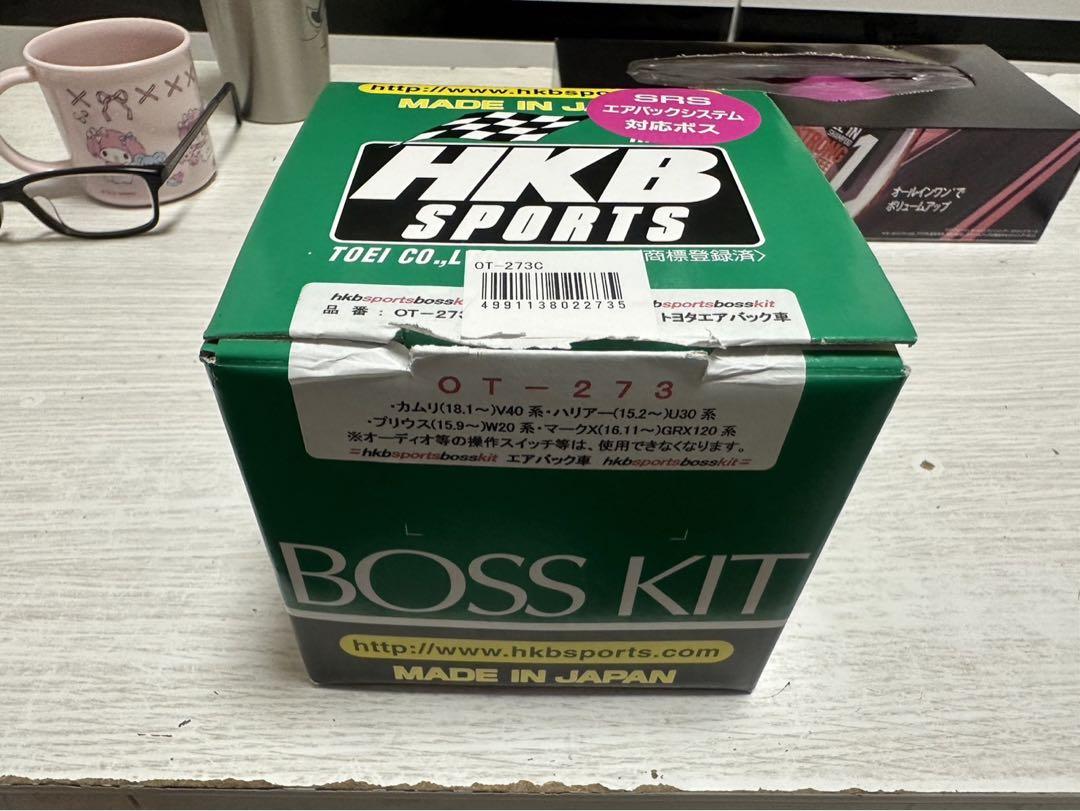 http://www.hkbspo
MADE IN JA
SRS
エアバックシステム
対応ボス
HKB
SPORTS
TOEI CO.,L
商標登録済〉
OT-273C
4991138022735
hkbsportsbossk
bsportsbosskit
品番：OT-273
トヨタエアバック車
OT-273
・カムリ(18.1〜)V40系・ハリアー(15.2〜)U30系
・プリウス(15.9〜)W20系・マークX(16.11〜)GRX120系
※オーディオ等の操作スイッチ等は、使用できなくなります。
=hkbsportsbosskit エアバック車 hkbsportsbosskit=
BOSS KIT
http://www.hkbsports.com
MADE IN JAPAN
オールインワンで
ボリュームアップ